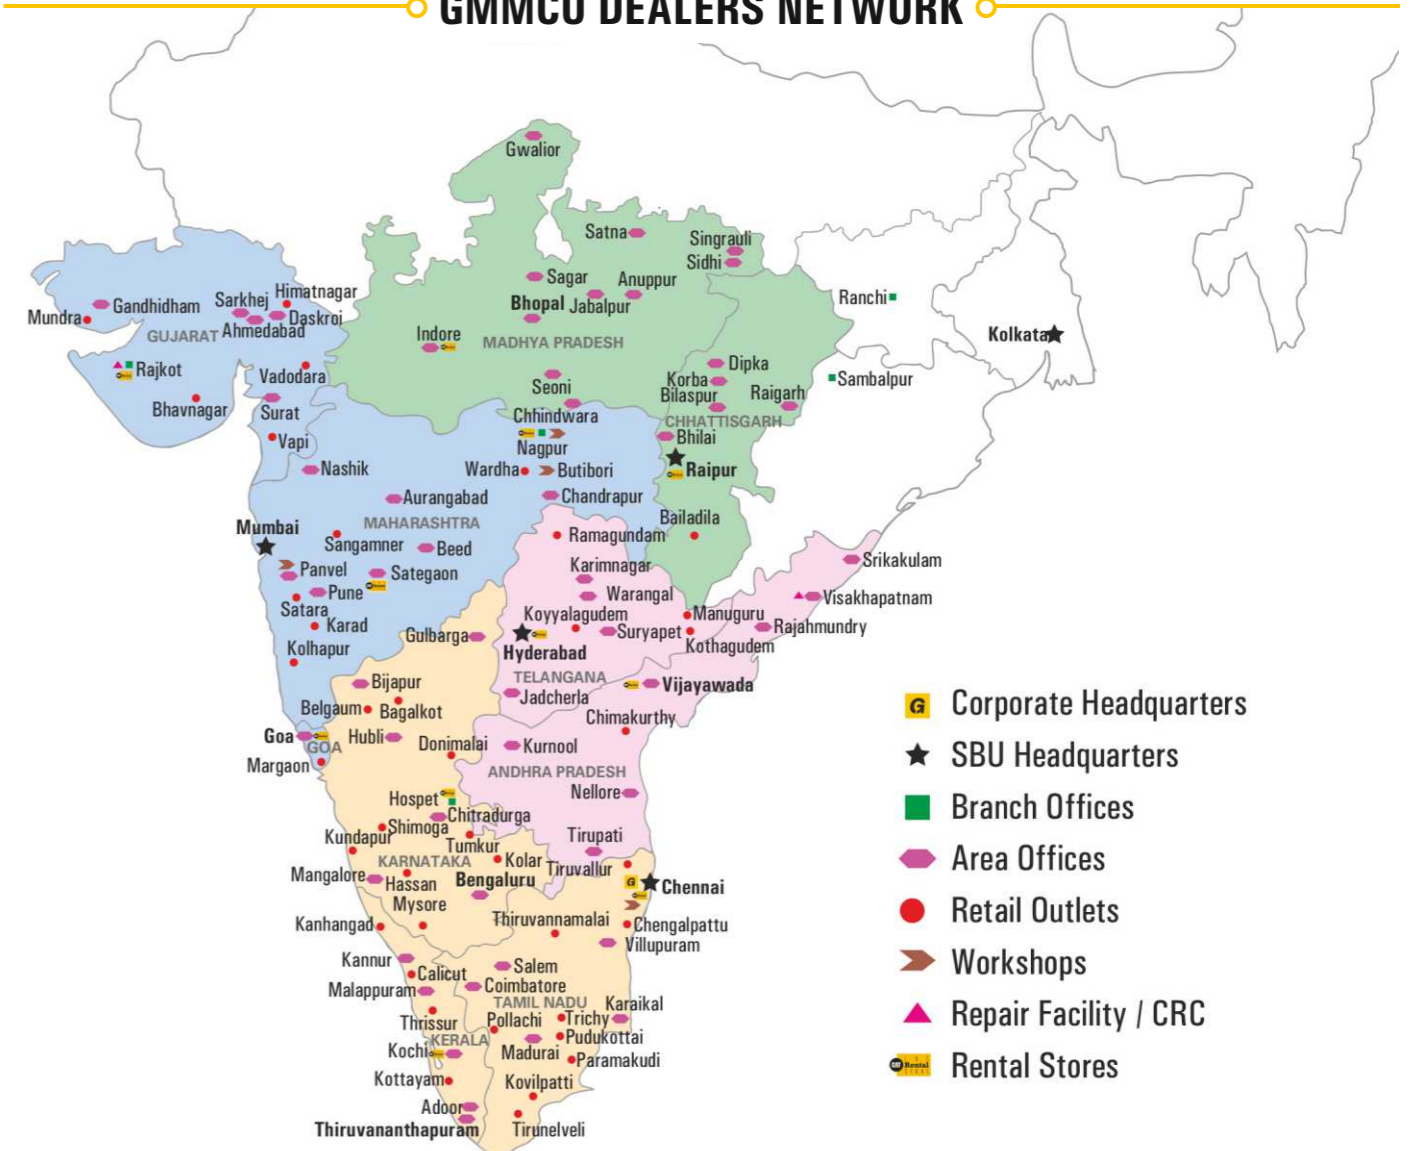 GMMCO DEALERS NETWORK
Gwalior
Satna
Singrauli
Sidhi
Sagar
Anuppur
Bhopal
Jabalpur
Ranchi
Himatnagar
Sarkhej
Gandhidham
Mundra
Daskroi
Ahmedabad
GUJARAT
Indore
MADHYA PRADESH
Kolkata
Rajkot
Vadodara
Dipka
Korba
Sambalpur
Seoni
Bilaspur
Raigarh
Bhavnagar
Surat
Chhindwara
CHHATTISGARH
Vapi
Nagpur
Bhilai
Nashik
Wardha
Butibori
Raipur
Aurangabad
Chandrapur
Mumbai
MAHARASHTRA
Bailadila
Sangamner
Beed
Ramagundam
Srikakulam
Panvel
Sategaon
Karimnagar
Pune
Warangal
Visakhapatnam
Satara
Karad
Koyyalagudem
Manuguru
Gulbarga
Suryapet
Rajahmundry
Kolhapur
Hyderabad
Kothagudem
TELANGANA
Bijapur
Jadcherla
Vijayawada
Belgaum
Bagalkot
Chimakurthy
Goa
GOA
Hubli
Donimalai
Kurnool
Margaon
ANDHRA PRADESH
Hospet
Nellore
Chitradurga
Shimoga
Kundapur
Tumkur
Tirupati
KARNATAKA
Kolar
Tiruvallur
Mangalore
Hassan
Bengaluru
G
Chennai
Mysore
Kanhangad
Thiruvannamalai
Chengalpattu
Villupuram
Kannur
Calicut
Salem
Malappuram
Coimbatore
TAMIL NADU
Karaikal
Thrissur
Pollachi
Trichy
KERALA
Pudukottai
Kochi
Madurai
Paramakudi
Kottayam
Kovilpatti
Adoor
Thiruvananthapuram
Tirunelveli
G Corporate Headquarters
SBU Headquarters
Branch Offices
Area Offices
Retail Outlets
Workshops
Repair Facility / CRC
CAT Rental Rental Stores